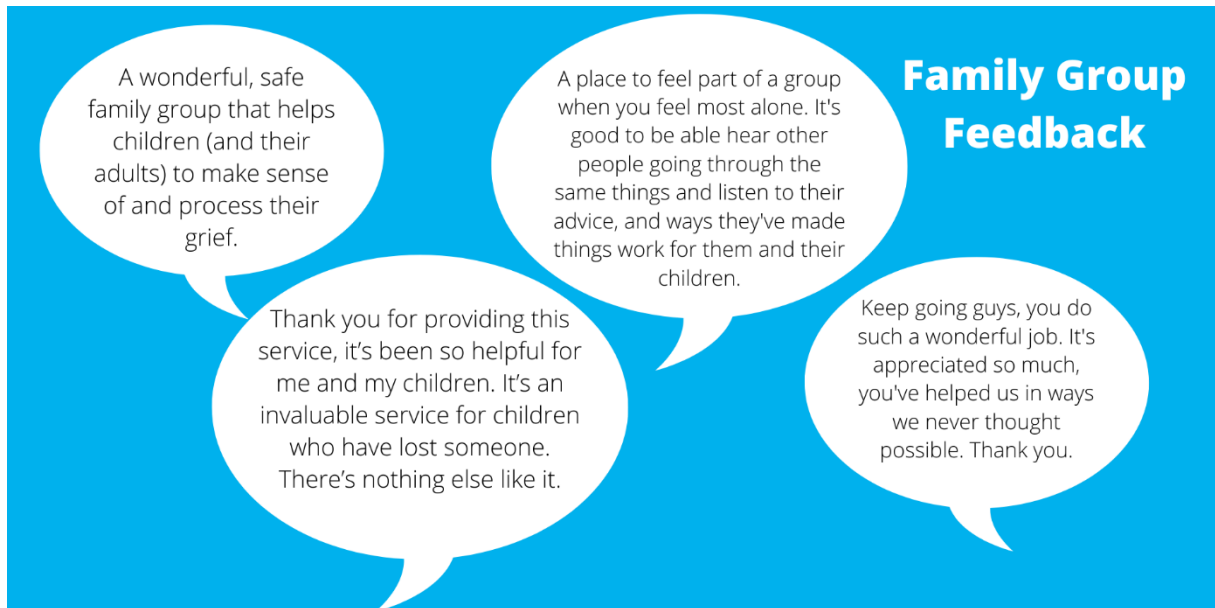 Family Group
Feedback
A wonderful, safe
family group that helps
children (and their
adults) to make sense
of and process their
grief.
A place to feel part of a group
when you feel most alone. It's
good to be able hear other
people going through the
same things and listen to their
advice, and ways they've made
things work for them and their
children.
Thank you for providing this
service, it’s been so helpful for
me and my children. It’s an
invaluable service for children
who have lost someone.
There’s nothing else like it.
Keep going guys, you do
such a wonderful job. It's
appreciated so much,
you've helped us in ways
we never thought
possible. Thank you.